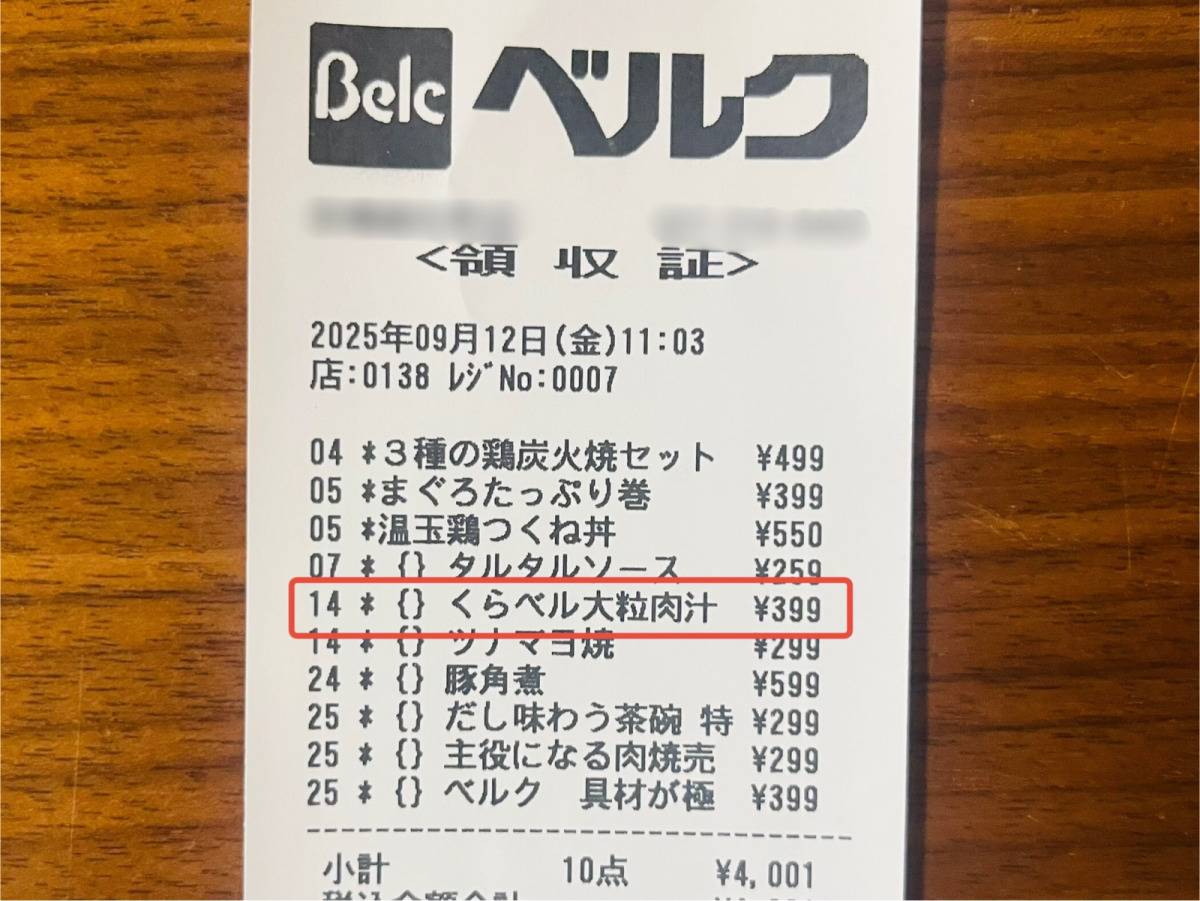 Belc ベルク
<領 収 証>
2025年09月12日(金)11:03
店:0138 ﾚｼﾞNo:0007
04 *3種の鶏炭火焼セット ¥499
05 *まぐろたっぷり巻 ¥399
05 *温玉鶏つくね丼 ¥550
07 * {} タルタルソース ¥259
14 * {} くらベル大粒肉汁 ¥399
14 * {} ツナマヨ焼 ¥299
24 * {} 豚角煮 ¥599
25 * {} だし味わう茶碗 特 ¥299
25 * {} 主役になる肉焼売 ¥299
25 * {} ベルク 具材が極 ¥399
小計 10点 ¥4,001